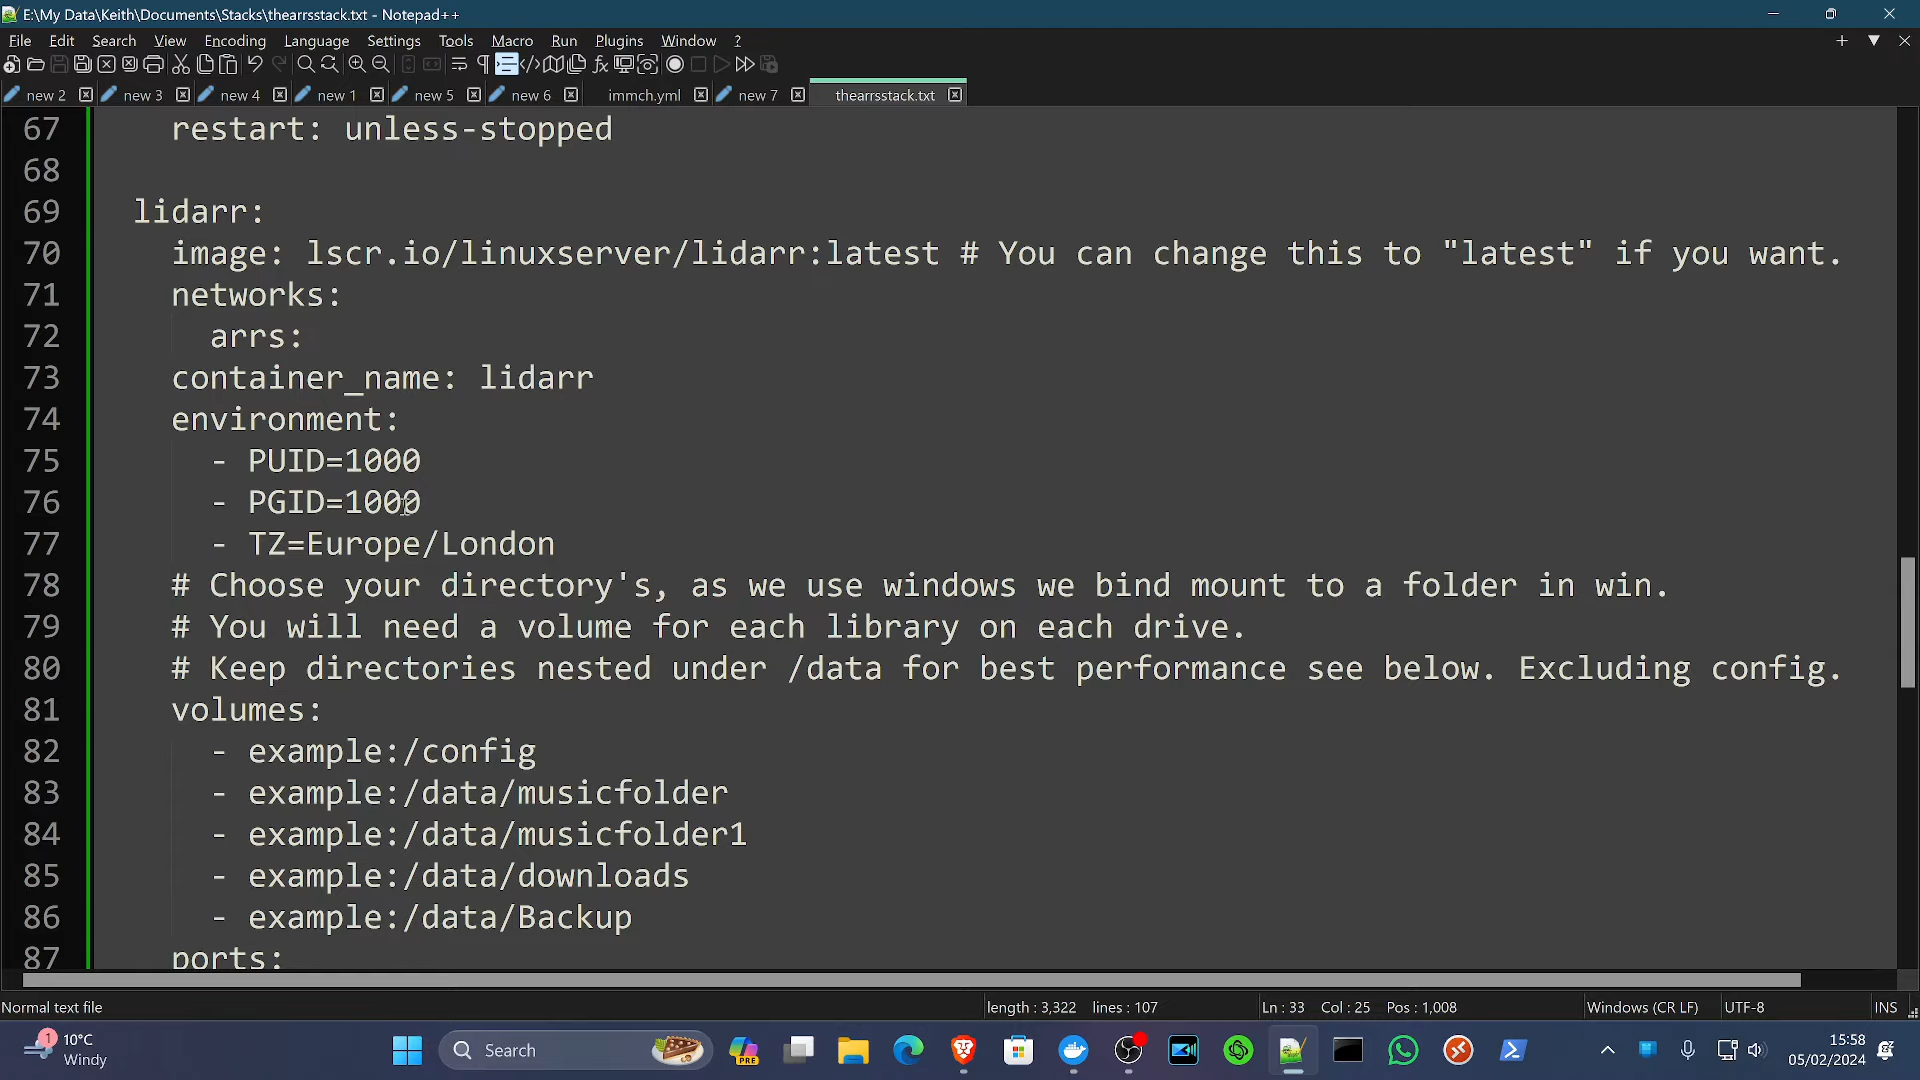 E:\My Data\Keith\Documents\Stacks\thearrsstack.txt - Notepad++
File Edit Search View Encoding Language Settings Tools Macro Run Plugins Window ?
new 2 new 3 new 4 new 1 new 5 new 6 immch.yml new 7 thearrsstack.txt
67 restart: unless-stopped
68
69 lidarr:
70 image: lscr.io/linuxserver/lidarr:latest # You can change this to "latest" if you want.
71 networks:
72 arrs:
73 container_name: lidarr
74 environment:
75 - PUID=1000
76 - PGID=1000
77 - TZ=Europe/London
78 # Choose your directory's, as we use windows we bind mount to a folder in win.
79 # You will need a volume for each library on each drive.
80 # Keep directories nested under /data for best performance see below. Excluding config.
81 volumes:
82 - example:/config
83 - example:/data/musicfolder
84 - example:/data/musicfolder1
85 - example:/data/downloads
86 - example:/data/Backup
87 ports:
Normal text file length : 3,322 lines : 107 Ln : 33 Col : 25 Pos : 1,008 Windows (CR LF) UTF-8 INS
1 10°C Search PRE 15:58
Windy 05/02/2024